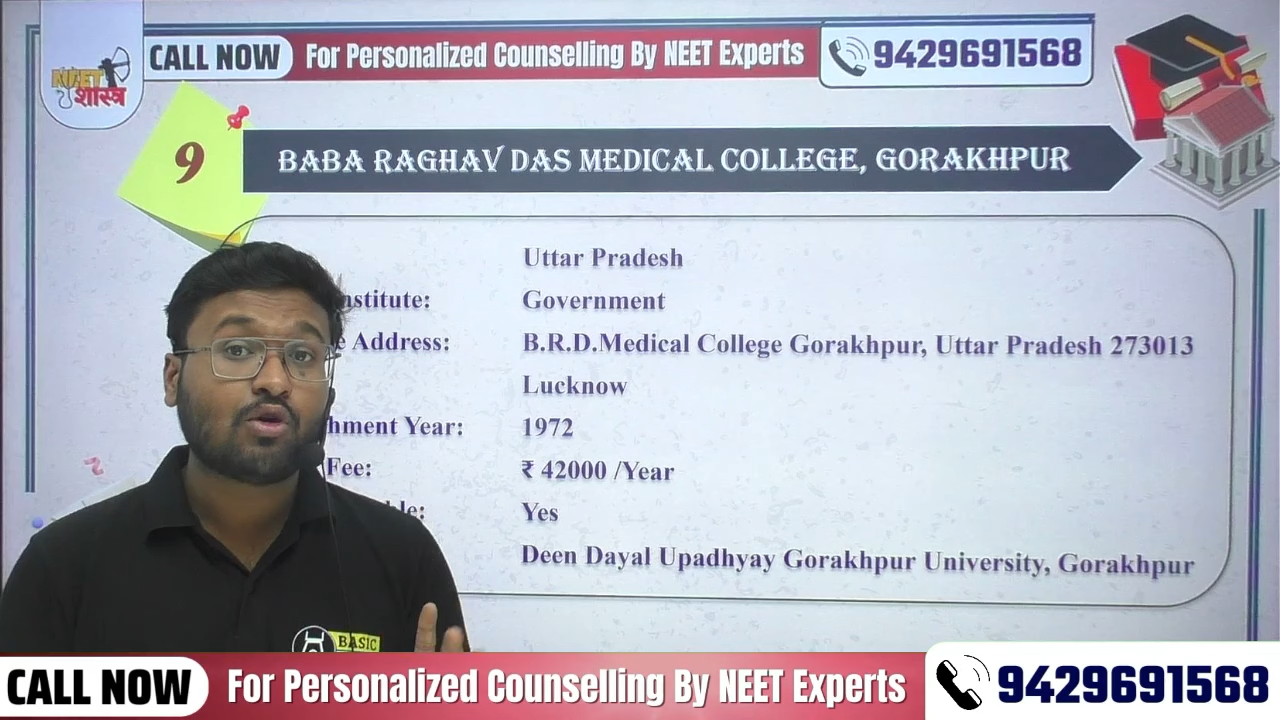 CALL NOW For Personalized Counselling By NEET Experts 9429691568
NEET
शास्त्र
9 BABA RAGHAV DAS MEDICAL COLLEGE, GORAKHPUR
Uttar Pradesh
nstitute: Government
Address: B.R.D.Medical College Gorakhpur, Uttar Pradesh 273013
Lucknow
hment Year: 1972
Fee: ₹ 42000 /Year
le: Yes
Deen Dayal Upadhyay Gorakhpur University, Gorakhpur
BASIC
CALL NOW For Personalized Counselling By NEET Experts 9429691568